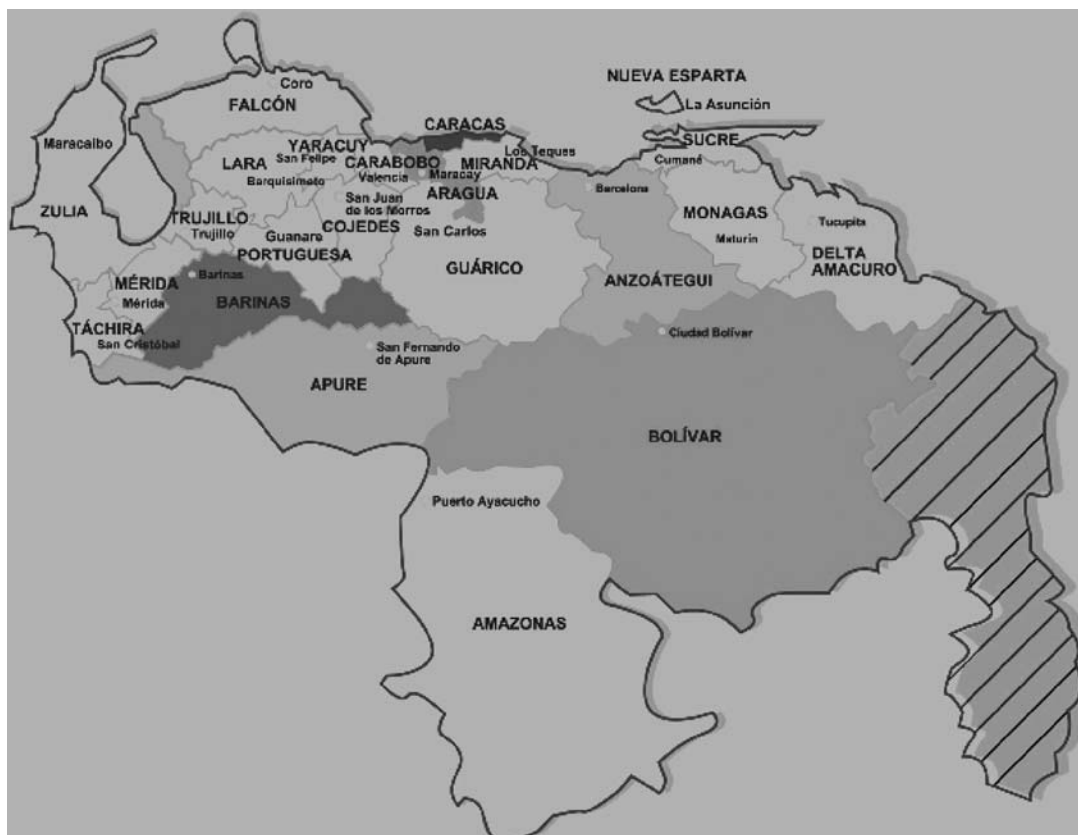 NUEVA ESPARTA
Coro
FALCÓN
La Asunción
CARACAS
SUCRE
Maracaibo
YARACUY
Los Teques
LARA
San Felipe
CARABOBO
MIRANDA
Cumané
Barquisimeto
Valencia
Maracay
Barcelona
ARAGUA
San Juan
de los Morros
ZULIA
TRUJILLO
Trujillo
COJEDES
San Carlos
MONAGAS
Tucupita
Guanare
Maturin
PORTUGUESA
DELTA
AMACURO
GUÁRICO
Barinas
MÉRIDA
ANZOÁTEGUI
Mérida
BARINAS
TÁCHIRA
San Cristóbal
Ciudad Bolívar
San Fernando
de Apure
APURE
BOLÍVAR
Puerto Ayacucho
AMAZONAS